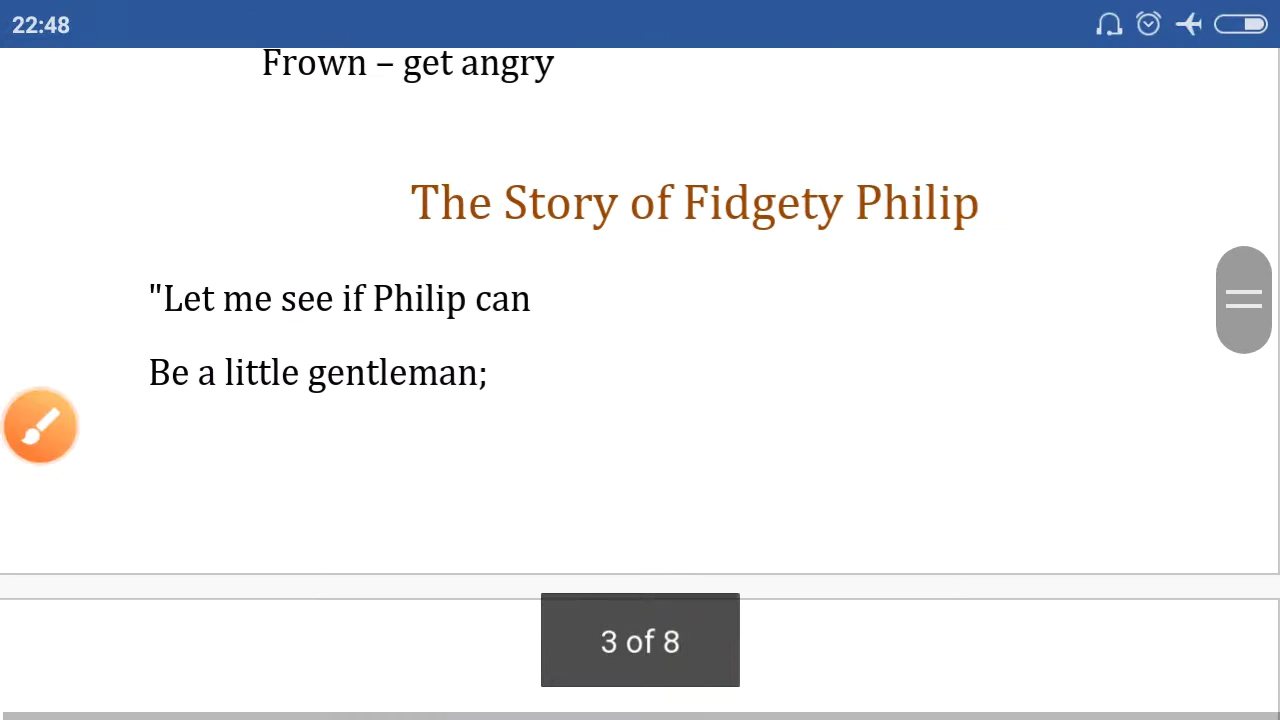 22:48
Frown – get angry
The Story of Fidgety Philip
"Let me see if Philip can
Be a little gentleman;
3 of 8